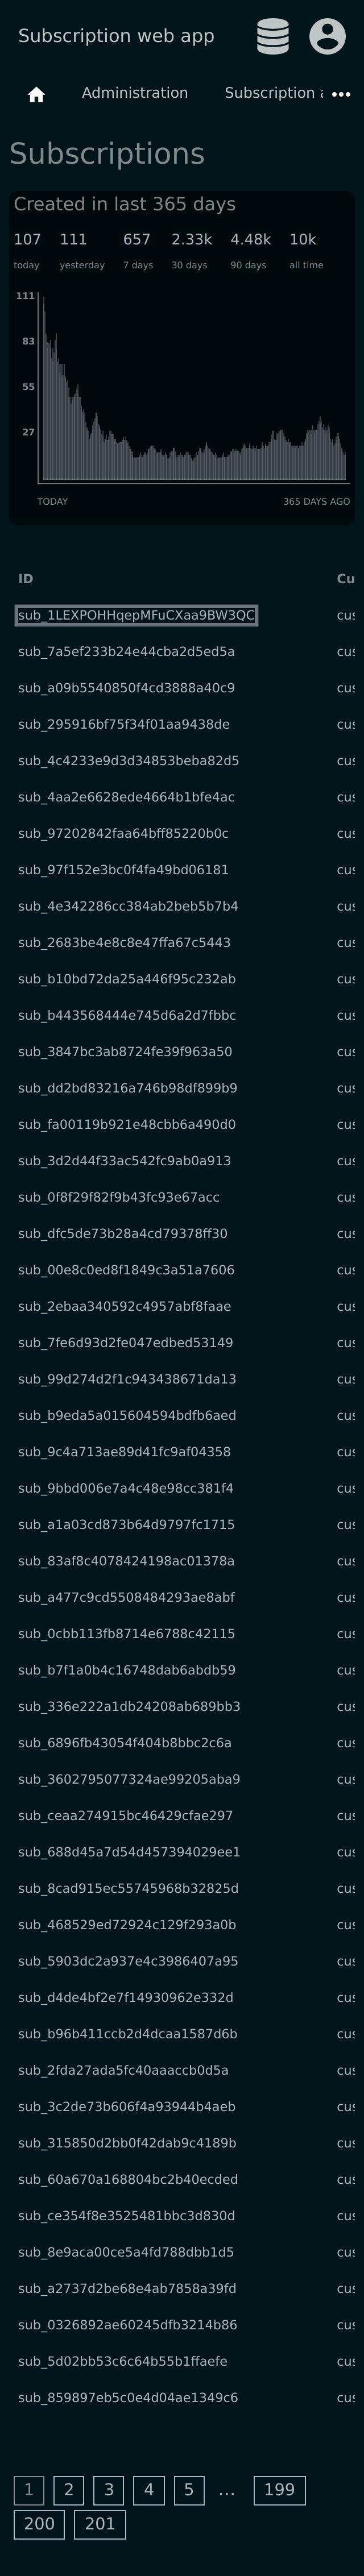 Subscription web app
Administration
Subscription a
Subscriptions
Created in last 365 days
107 111 657 2.33k 4.48k 10k
today yesterday 7 days 30 days 90 days all time
111
83
55
27
TODAY 365 DAYS AGO
ID Cu
sub_1LEXPOHHqepMFuCXaa9BW3QC cus
sub_7a5ef233b24e44cba2d5ed5a cus
sub_a09b5540850f4cd3888a40c9 cus
sub_295916bf75f34f01aa9438de cus
sub_4c4233e9d3d34853beba82d5 cus
sub_4aa2e6628ede4664b1bfe4ac cus
sub_97202842faa64bff85220b0c cus
sub_97f152e3bc0f4fa49bd06181 cus
sub_4e342286cc384ab2beb5b7b4 cus
sub_2683be4e8c8e47ffa67c5443 cus
sub_b10bd72da25a446f95c232ab cus
sub_b443568444e745d6a2d7fbbc cus
sub_3847bc3ab8724fe39f963a50 cus
sub_dd2bd83216a746b98df899b9 cus
sub_fa00119b921e48cbb6a490d0 cus
sub_3d2d44f33ac542fc9ab0a913 cus
sub_0f8f29f82f9b43fc93e67acc cus
sub_dfc5de73b28a4cd79378ff30 cus
sub_00e8c0ed8f1849c3a51a7606 cus
sub_2ebaa340592c4957abf8faae cus
sub_7fe6d93d2fe047edbed53149 cus
sub_99d274d2f1c943438671da13 cus
sub_b9eda5a015604594bdfb6aed cus
sub_9c4a713ae89d41fc9af04358 cus
sub_9bbd006e7a4c48e98cc381f4 cus
sub_a1a03cd873b64d9797fc1715 cus
sub_83af8c4078424198ac01378a cus
sub_a477c9cd5508484293ae8abf cus
sub_0cbb113fb8714e6788c42115 cus
sub_b7f1a0b4c16748dab6abdb59 cus
sub_336e222a1db24208ab689bb3 cus
sub_6896fb43054f404b8bbc2c6a cus
sub_3602795077324ae99205aba9 cus
sub_ceaa274915bc46429cfae297 cus
sub_688d45a7d54d457394029ee1 cus
sub_8cad915ec55745968b32825d cus
sub_468529ed72924c129f293a0b cus
sub_5903dc2a937e4c3986407a95 cus
sub_d4de4bf2e7f14930962e332d cus
sub_b96b411ccb2d4dcaa1587d6b cus
sub_2fda27ada5fc40aaaccb0d5a cus
sub_3c2de73b606f4a93944b4aeb cus
sub_315850d2bb0f42dab9c4189b cus
sub_60a670a168804bc2b40ecded cus
sub_ce354f8e3525481bbc3d830d cus
sub_8e9aca00ce5a4fd788dbb1d5 cus
sub_a2737d2be68e4ab7858a39fd cus
sub_0326892ae60245dfb3214b86 cus
sub_5d02bb53c6c64b55b1ffaefe cus
sub_859897eb5c0e4d04ae1349c6 cus
1 2 3 4 5 … 199
200 201